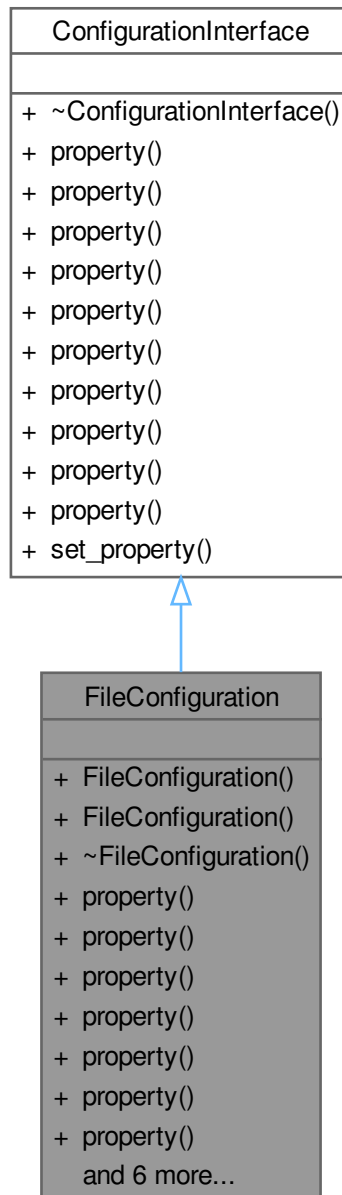 ConfigurationInterface
+ ~ConfigurationInterface()
+ property()
+ property()
+ property()
+ property()
+ property()
+ property()
+ property()
+ property()
+ property()
+ property()
+ set_property()
FileConfiguration
+ FileConfiguration()
+ FileConfiguration()
+ ~FileConfiguration()
+ property()
+ property()
+ property()
+ property()
+ property()
+ property()
+ property()
and 6 more...